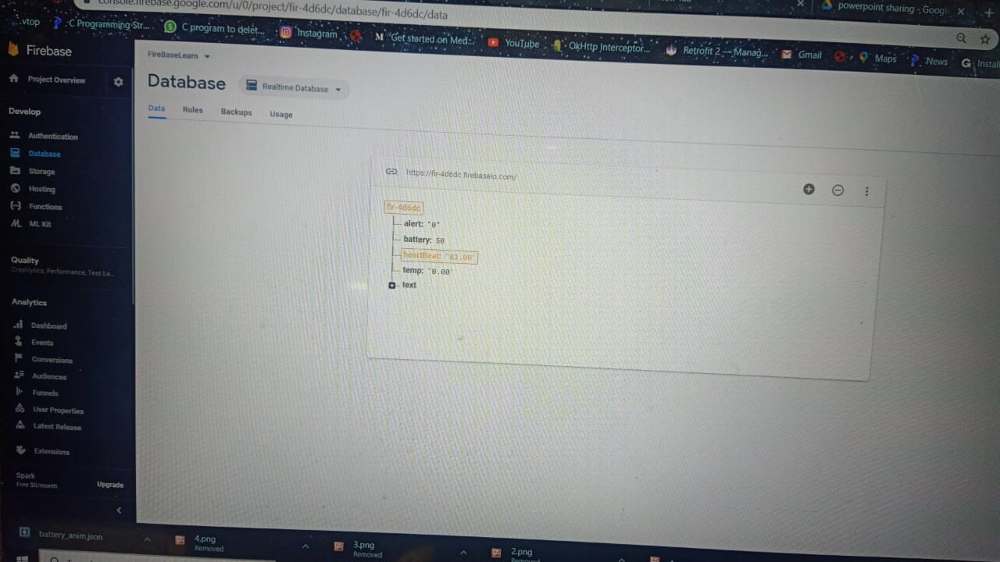 console.firebase.google.com/u/0/project/fir-4d6dc/database/fir-4d6dc/data
powerpoint sharing - Googl
vtop
C Programming Str...
C program to delet...
Instagram
Get started on Med...
YouTube
OkHttp Interceptor...
Retrofit 2 — Manag...
Gmail
Maps
News
Install
Firebase
Project Overview
Develop
Authentication
Database
Storage
Hosting
Functions
ML Kit
Quality
Crashlytics, Performance, Test La...
Analytics
Dashboard
Events
Conversions
Audiences
Funnels
User Properties
Latest Release
Extensions
Spark
Free $0/month
Upgrade
FireBaseLearn
Database
Realtime Database
Data
Rules
Backups
Usage
https://fir-4d6dc.firebaseio.com/
fir-4d6dc
alert: "0"
battery: 50
heartBeat: "83.00"
temp: "0.00"
text
battery_anim.json
4.png
Removed
3.png
Removed
2.png
Removed